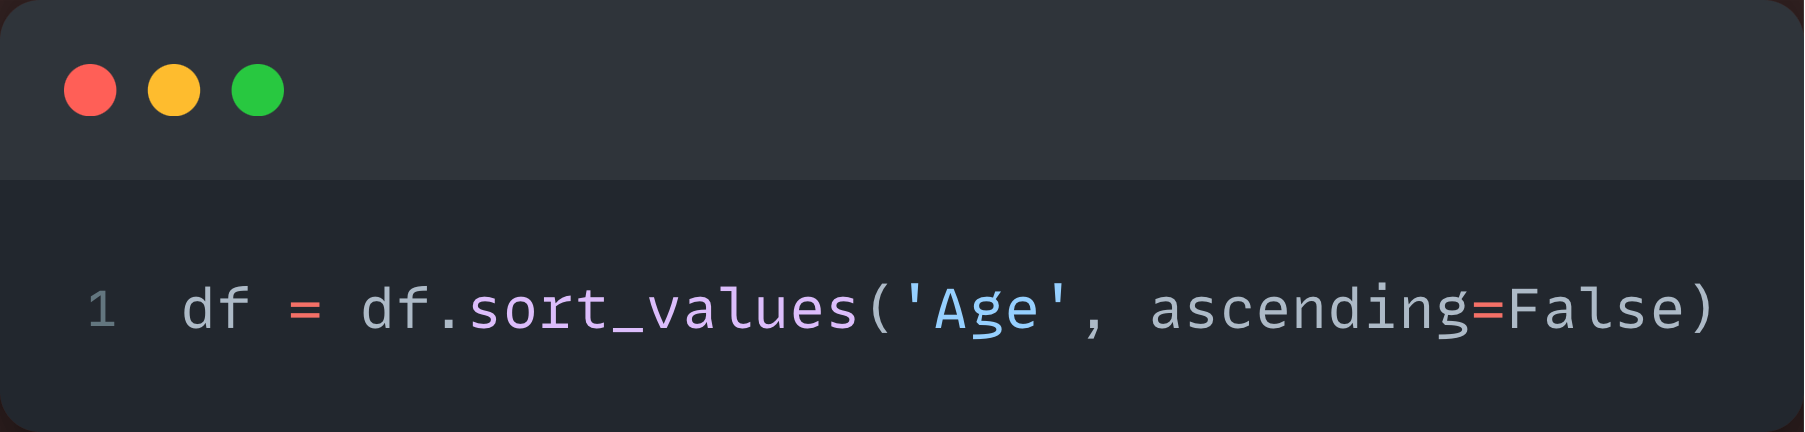 1 df = df.sort_values('Age', ascending=False)